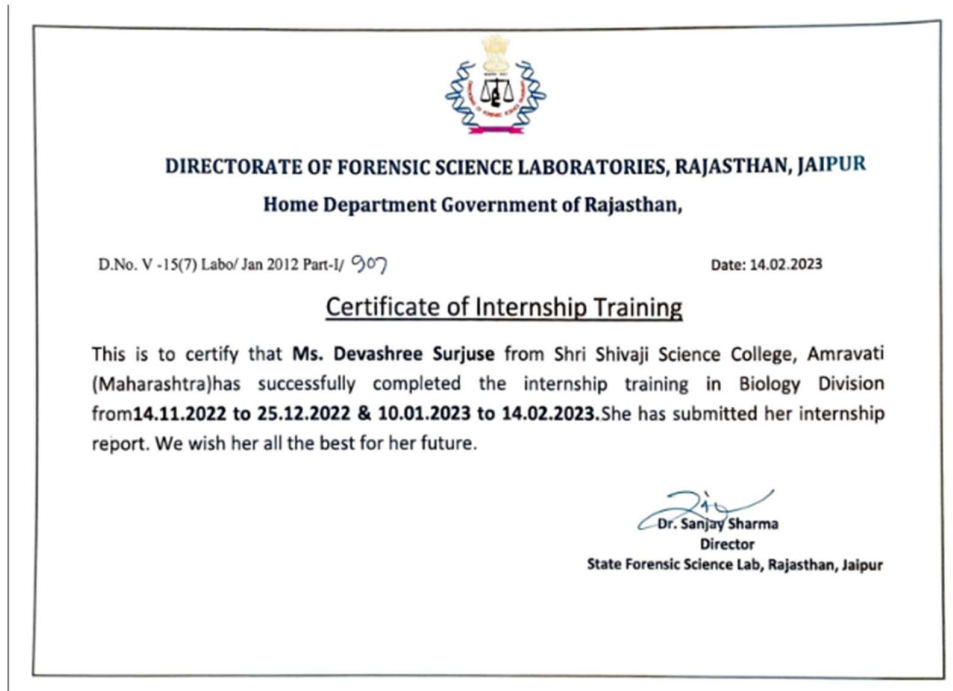 DIRECTORATE OF FORENSIC SCIENCE LABORATORIES, RAJASTHAN, JAIPUR
Home Department Government of Rajasthan,
D.No. V -15(7) Labo/ Jan 2012 Part-I/ 907
Date: 14.02.2023
Certificate of Internship Training
This is to certify that Ms. Devashree Surjuse from Shri Shivaji Science College, Amravati
(Maharashtra)has successfully completed the internship training in Biology Division
from14.11.2022 to 25.12.2022 & 10.01.2023 to 14.02.2023.She has submitted her internship
report. We wish her all the best for her future.
Dr. Sanjay Sharma
Director
State Forensic Science Lab, Rajasthan, Jaipur